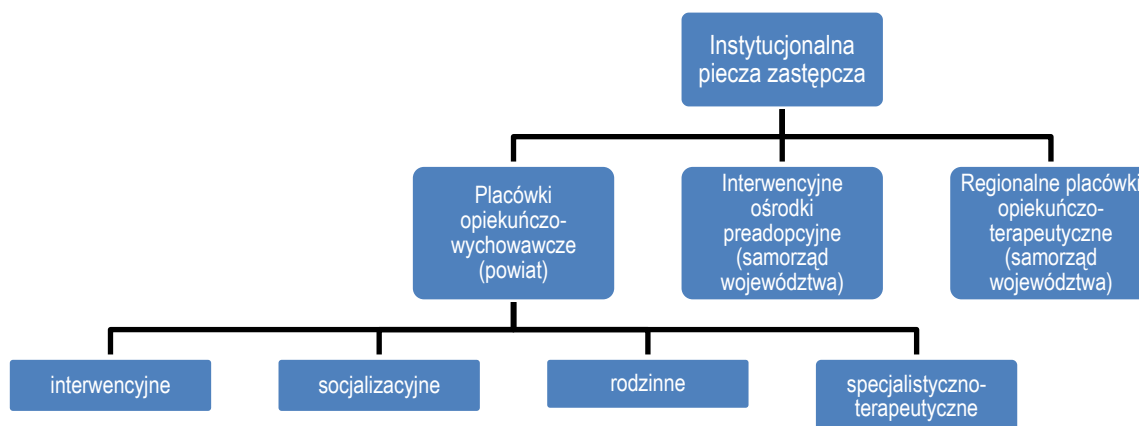 Instytucjonalna
piecza zastępcza
Placówki
opiekuńczo-
wychowawcze
(powiat)
Interwencyjne
ośrodki
preadopcyjne
(samorząd
województwa)
Regionalne placówki
opiekuńczo-
terapeutyczne
(samorząd
województwa)
interwencyjne
socjalizacyjne
rodzinne
specjalistyczno-
terapeutyczne